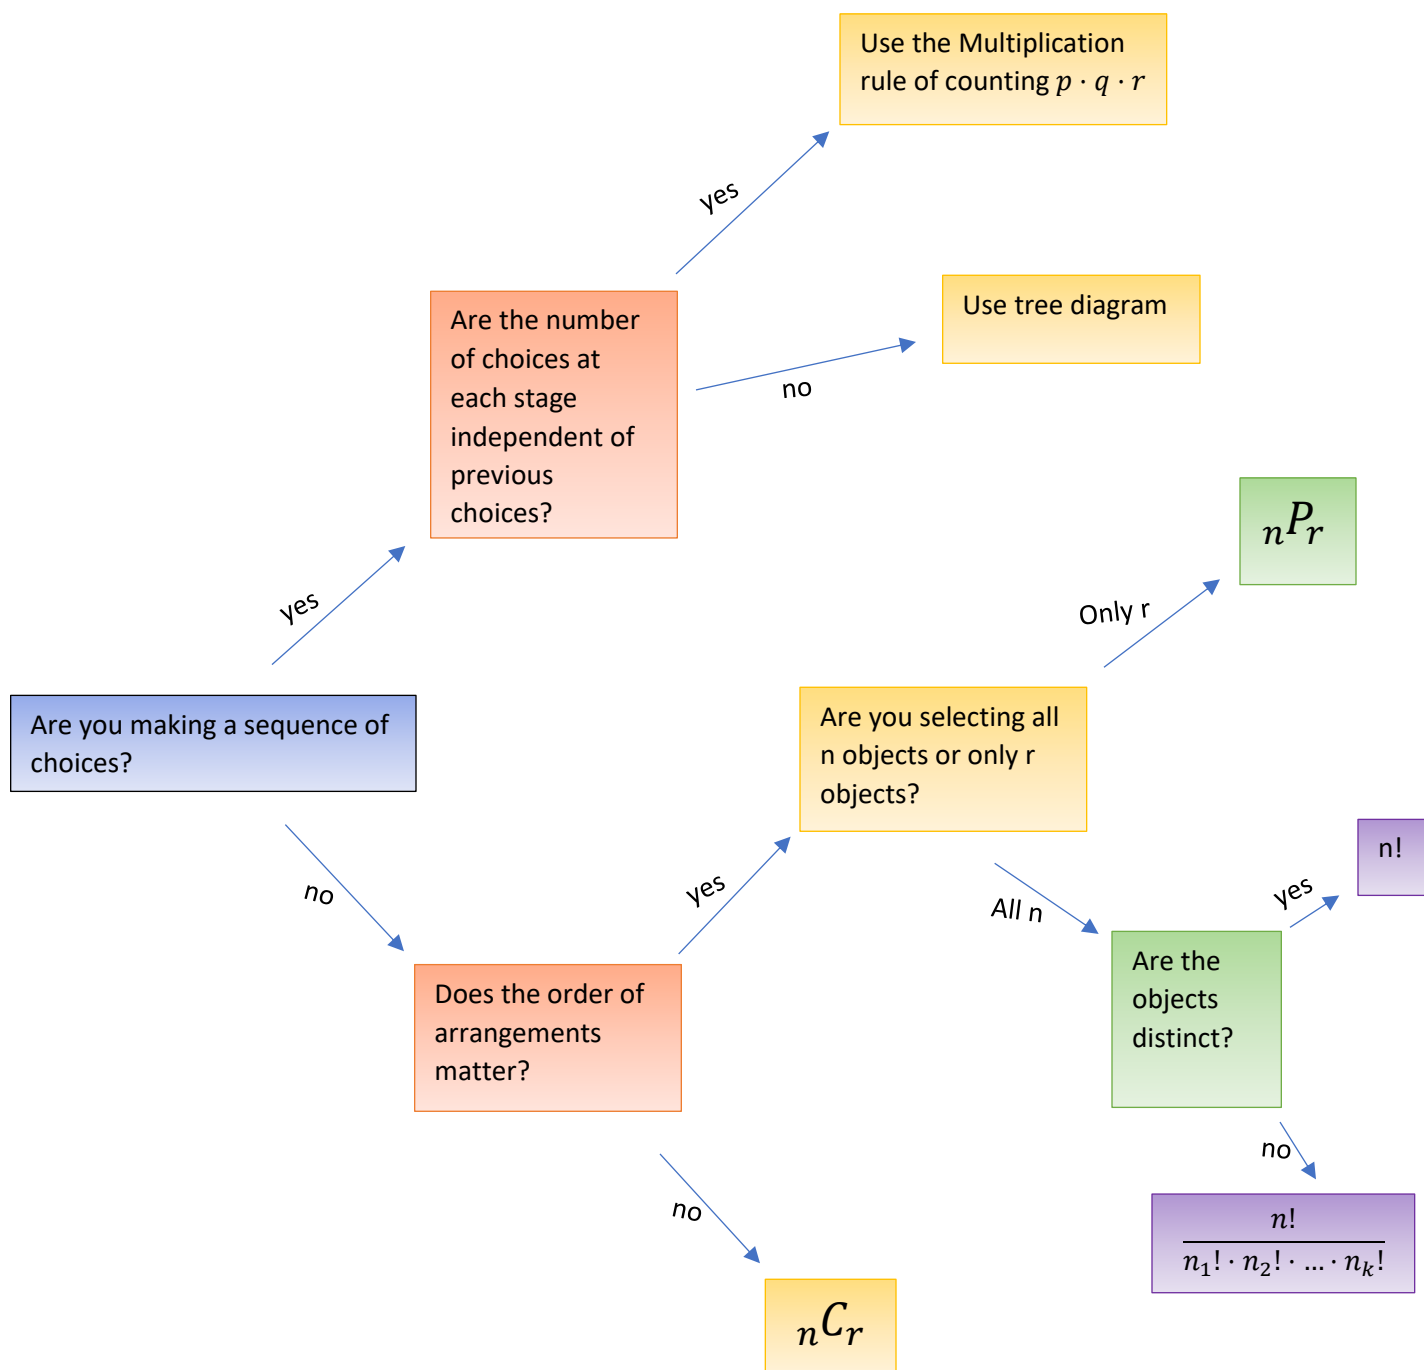 Use the Multiplication
rule of counting p · q · r
yes
Use tree diagram
no
Are the number
of choices at
each stage
independent of
previous
choices?
yes
Are you making a sequence of
choices?
no
Does the order of
arrangements
matter?
yes
Are you selecting all
n objects or only r
objects?
Only r
nPr
All n
Are the
objects
distinct?
yes
n!
no
n!
n₁! · n₂! · … · nₖ!
no
nCr